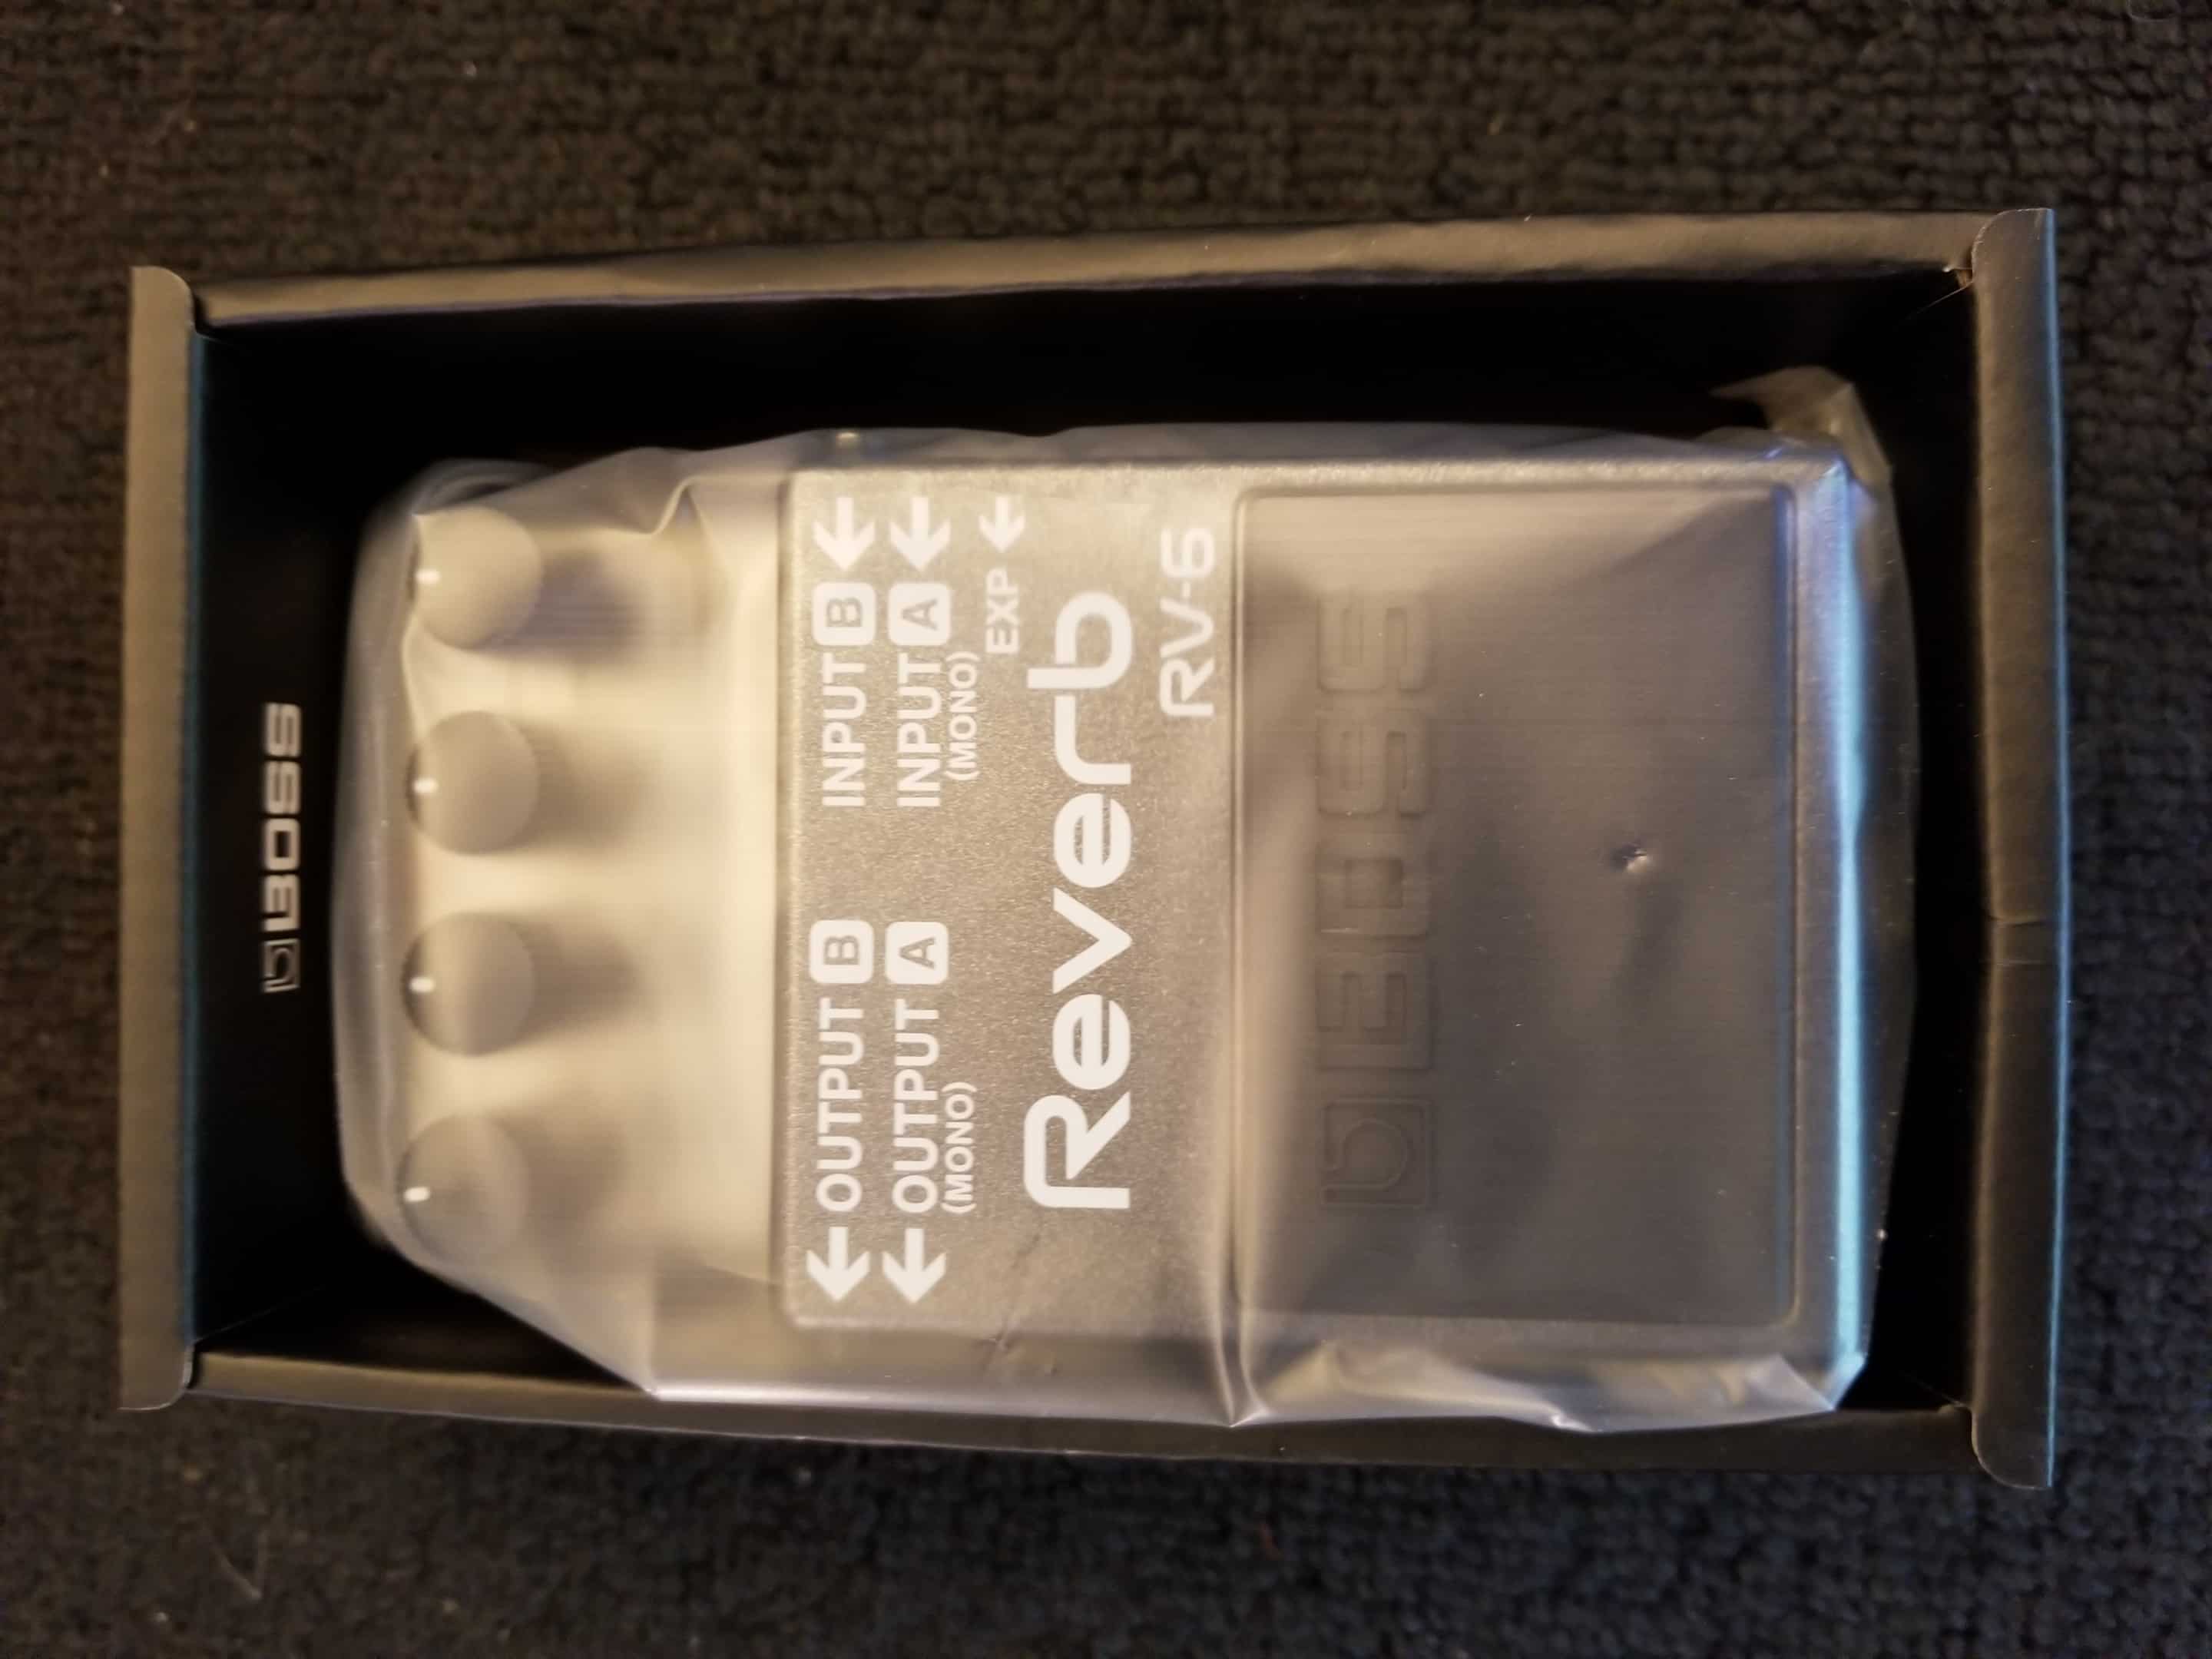 BOSS
OUTPUT B INPUT B
OUTPUT A INPUT A
(MONO) (MONO)
EXP
Reverb
RV-6
BOSS